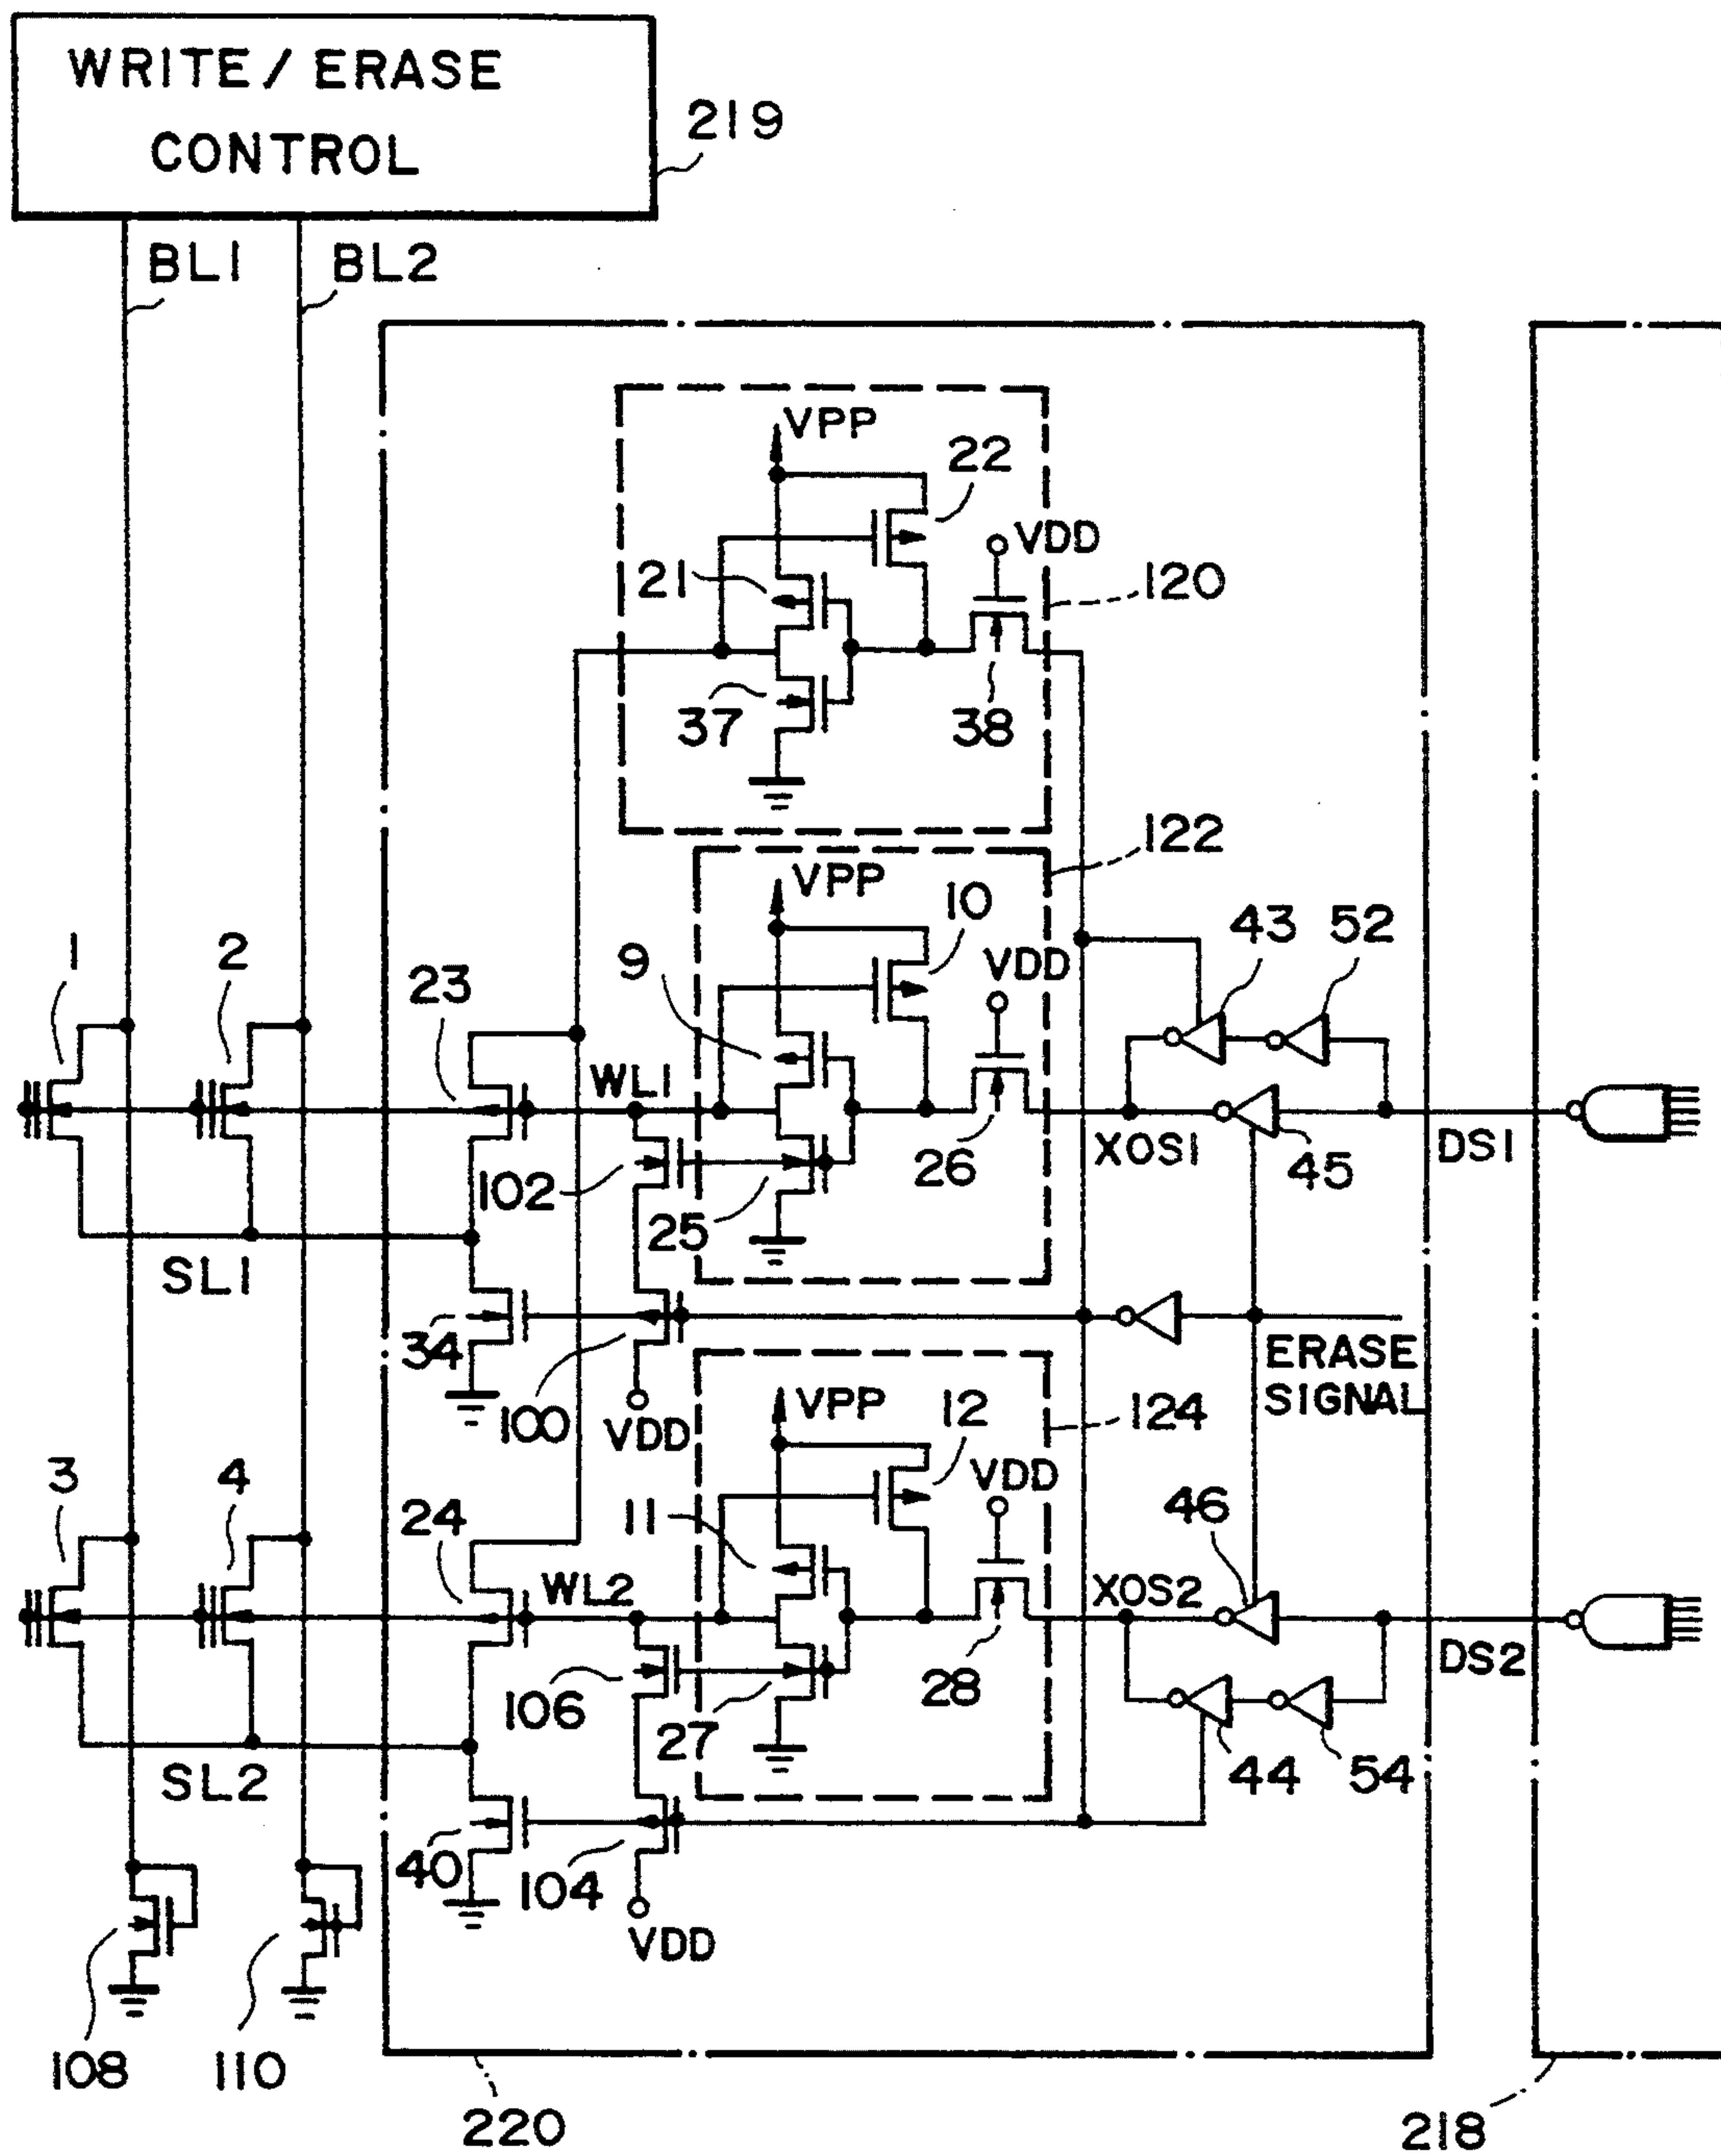 WRITE / ERASE
CONTROL
219
BL1
BL2
VPP
22
VDD
21
120
37
38
122
VPP
10
43
52
1
2
9
VDD
23
WL1
XOS1
DS1
102
26
45
25
SL1
34
ERASE
SIGNAL
100
VDD
VPP
12
124
3
4
VDD
24
11
46
WL2
XOS2
DS2
106
28
27
SL2
44
54
40
104
VDD
108
110
220
218